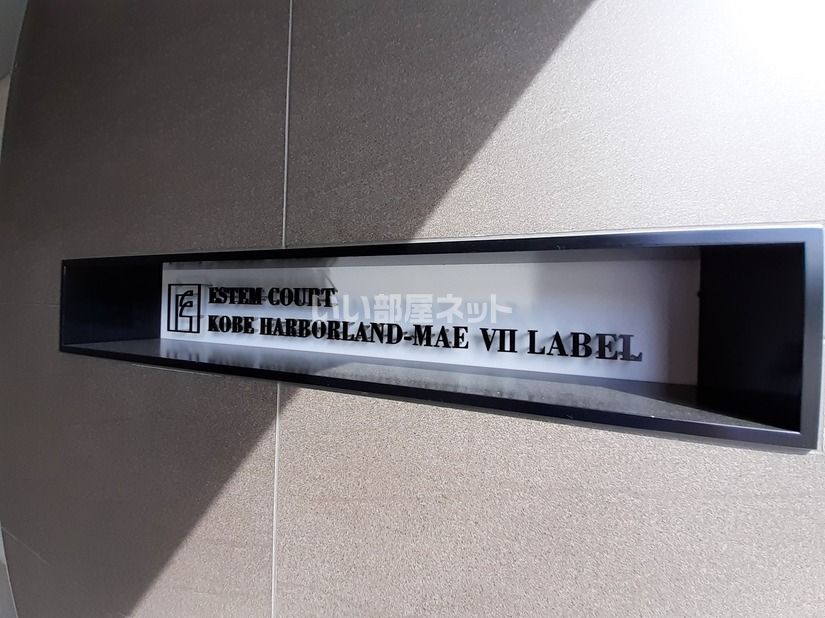 ESTEM COURT
KOBE HARBORLAND-MAE VII LABEL
いい部屋ネット